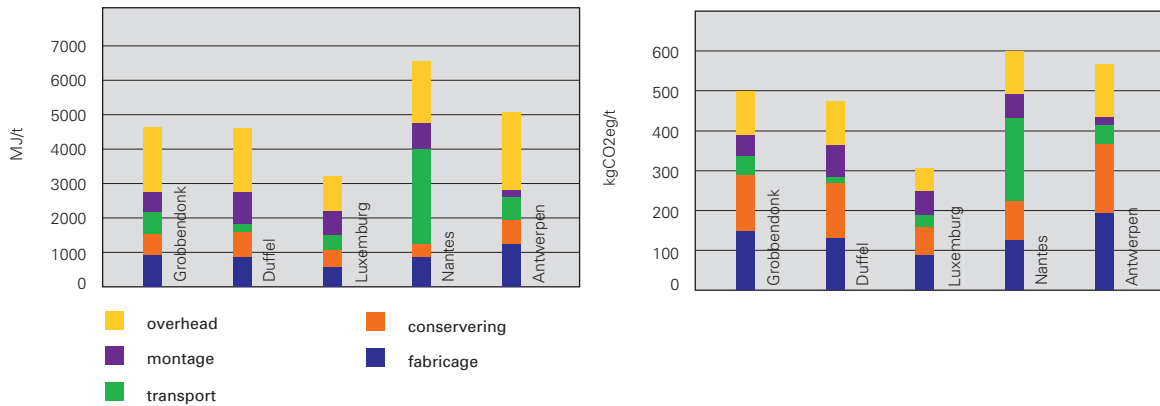 7000
6000
5000
4000
3000
2000
1000
0
MJ/t
Grobbendonk
Duffel
Luxemburg
Nantes
Antwerpen
600
500
400
300
200
100
0
kgCO2eg/t
Grobbendonk
Duffel
Luxemburg
Nantes
Antwerpen
overhead
montage
transport
conservering
fabricage